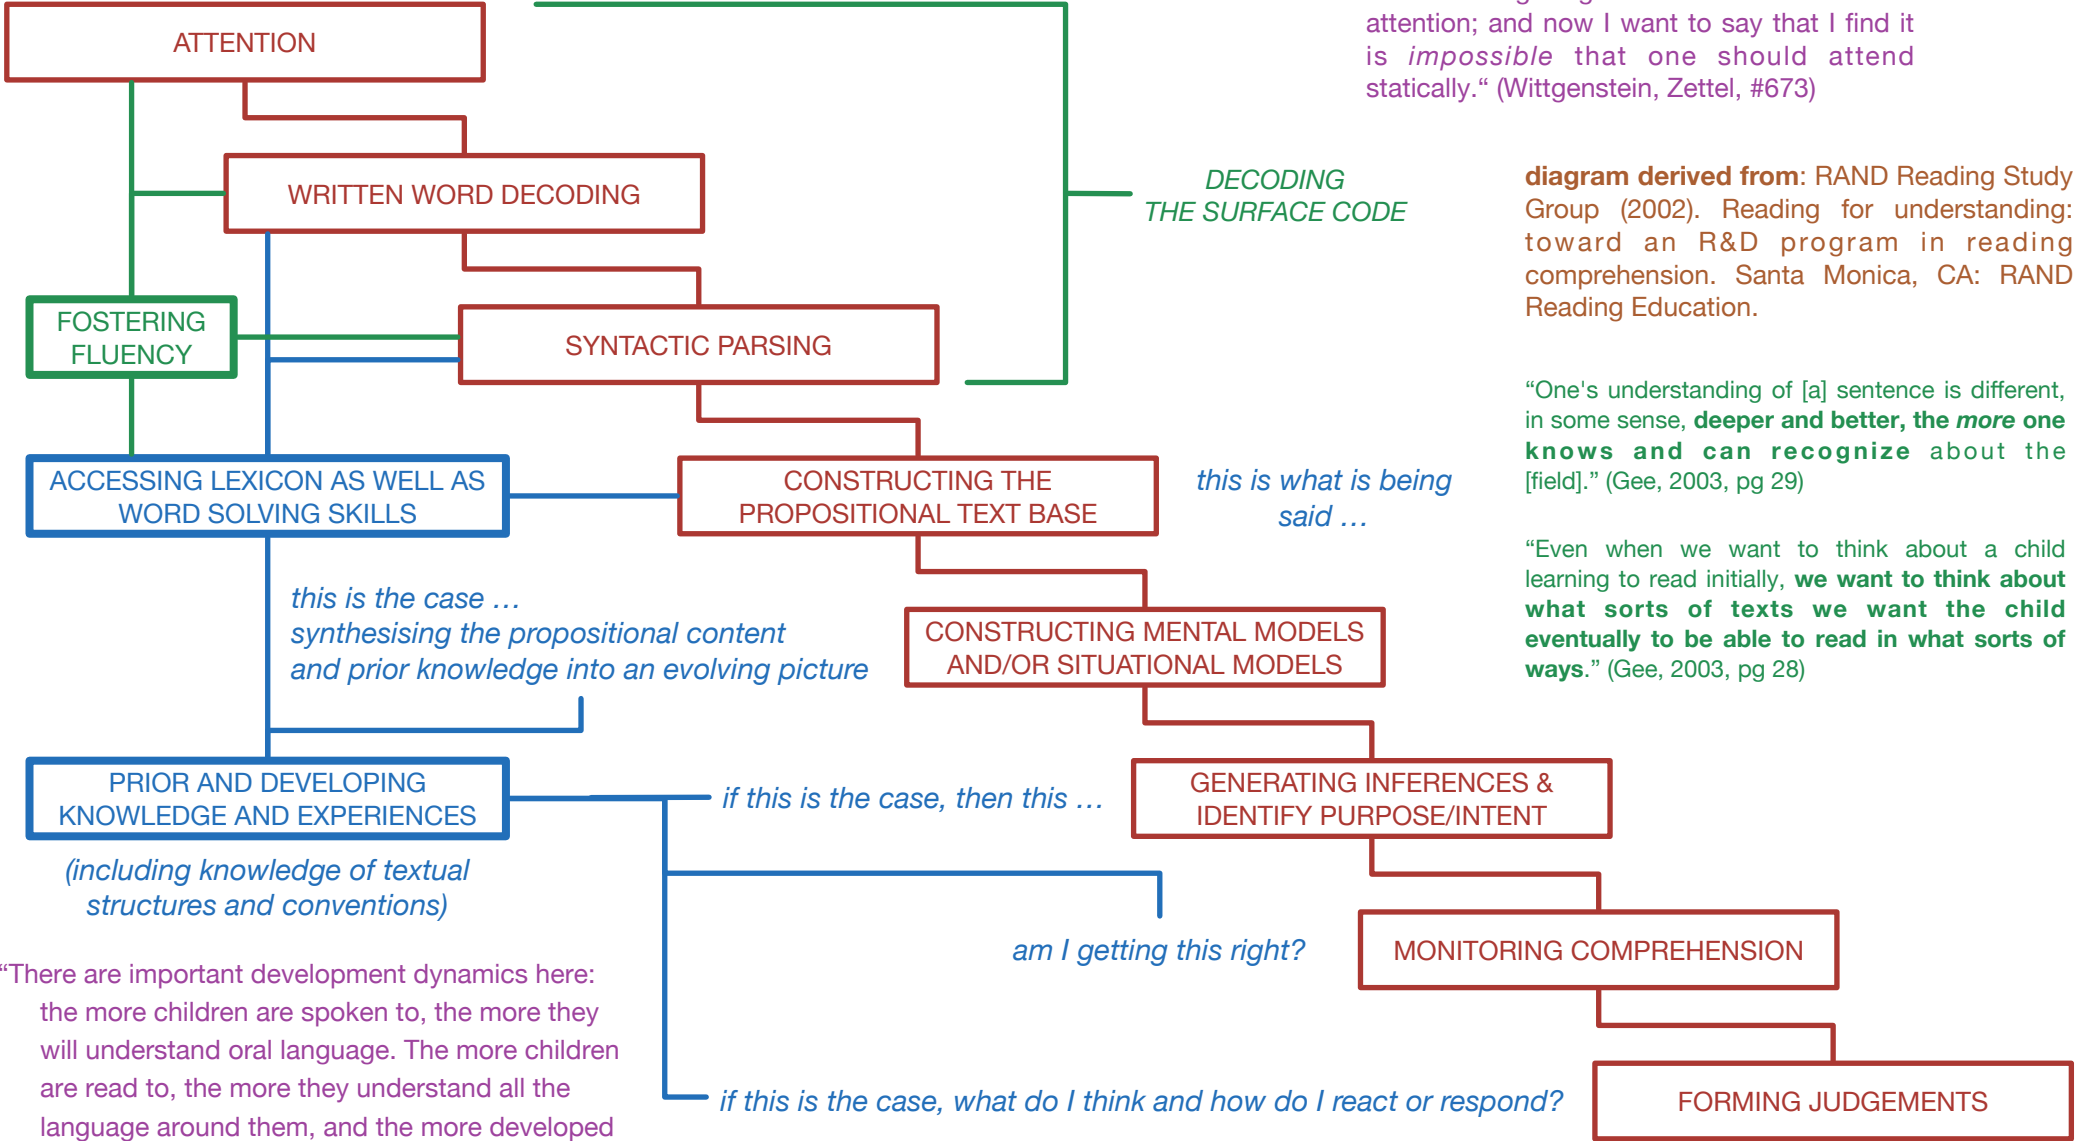 ATTENTION
attention; and now I want to say that I find it
is impossible that one should attend
statically.“ (Wittgenstein, Zettel, #673)
WRITTEN WORD DECODING
DECODING
THE SURFACE CODE
diagram derived from: RAND Reading Study
Group (2002). Reading for understanding:
toward an R&D program in reading
comprehension. Santa Monica, CA: RAND
Reading Education.
FOSTERING
FLUENCY
SYNTACTIC PARSING
“One's understanding of [a] sentence is different,
in some sense, deeper and better, the more one
knows and can recognize about the
[field].” (Gee, 2003, pg 29)
ACCESSING LEXICON AS WELL AS
WORD SOLVING SKILLS
CONSTRUCTING THE
PROPOSITIONAL TEXT BASE
this is what is being
said …
“Even when we want to think about a child
learning to read initially, we want to think about
what sorts of texts we want the child
eventually to be able to read in what sorts of
ways.” (Gee, 2003, pg 28)
this is the case …
synthesising the propositional content
and prior knowledge into an evolving picture
CONSTRUCTING MENTAL MODELS
AND/OR SITUATIONAL MODELS
PRIOR AND DEVELOPING
KNOWLEDGE AND EXPERIENCES
(including knowledge of textual
structures and conventions)
if this is the case, then this …
GENERATING INFERENCES &
IDENTIFY PURPOSE/INTENT
am I getting this right?
MONITORING COMPREHENSION
“There are important development dynamics here:
the more children are spoken to, the more they
will understand oral language. The more children
are read to, the more they understand all the
language around them, and the more developed
if this is the case, what do I think and how do I react or respond?
FORMING JUDGEMENTS